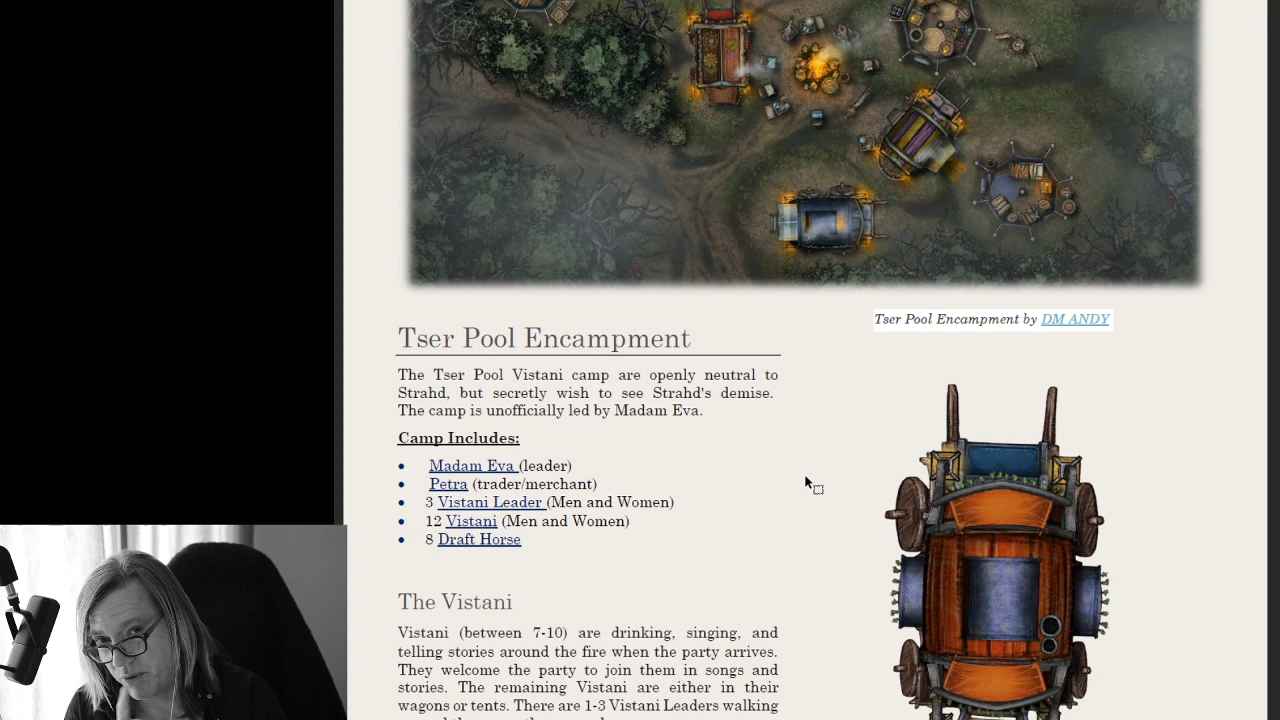 Tser Pool Encampment by DM ANDY
Tser Pool Encampment
The Tser Pool Vistani camp are openly neutral to
Strahd, but secretly wish to see Strahd's demise.
The camp is unofficially led by Madam Eva.
Camp Includes:
• Madam Eva (leader)
• Petra (trader/merchant)
• 3 Vistani Leader (Men and Women)
• 12 Vistani (Men and Women)
• 8 Draft Horse
The Vistani
Vistani (between 7-10) are drinking, singing, and
telling stories around the fire when the party arrives.
They welcome the party to join them in songs and
stories. The remaining Vistani are either in their
wagons or tents. There are 1-3 Vistani Leaders walking